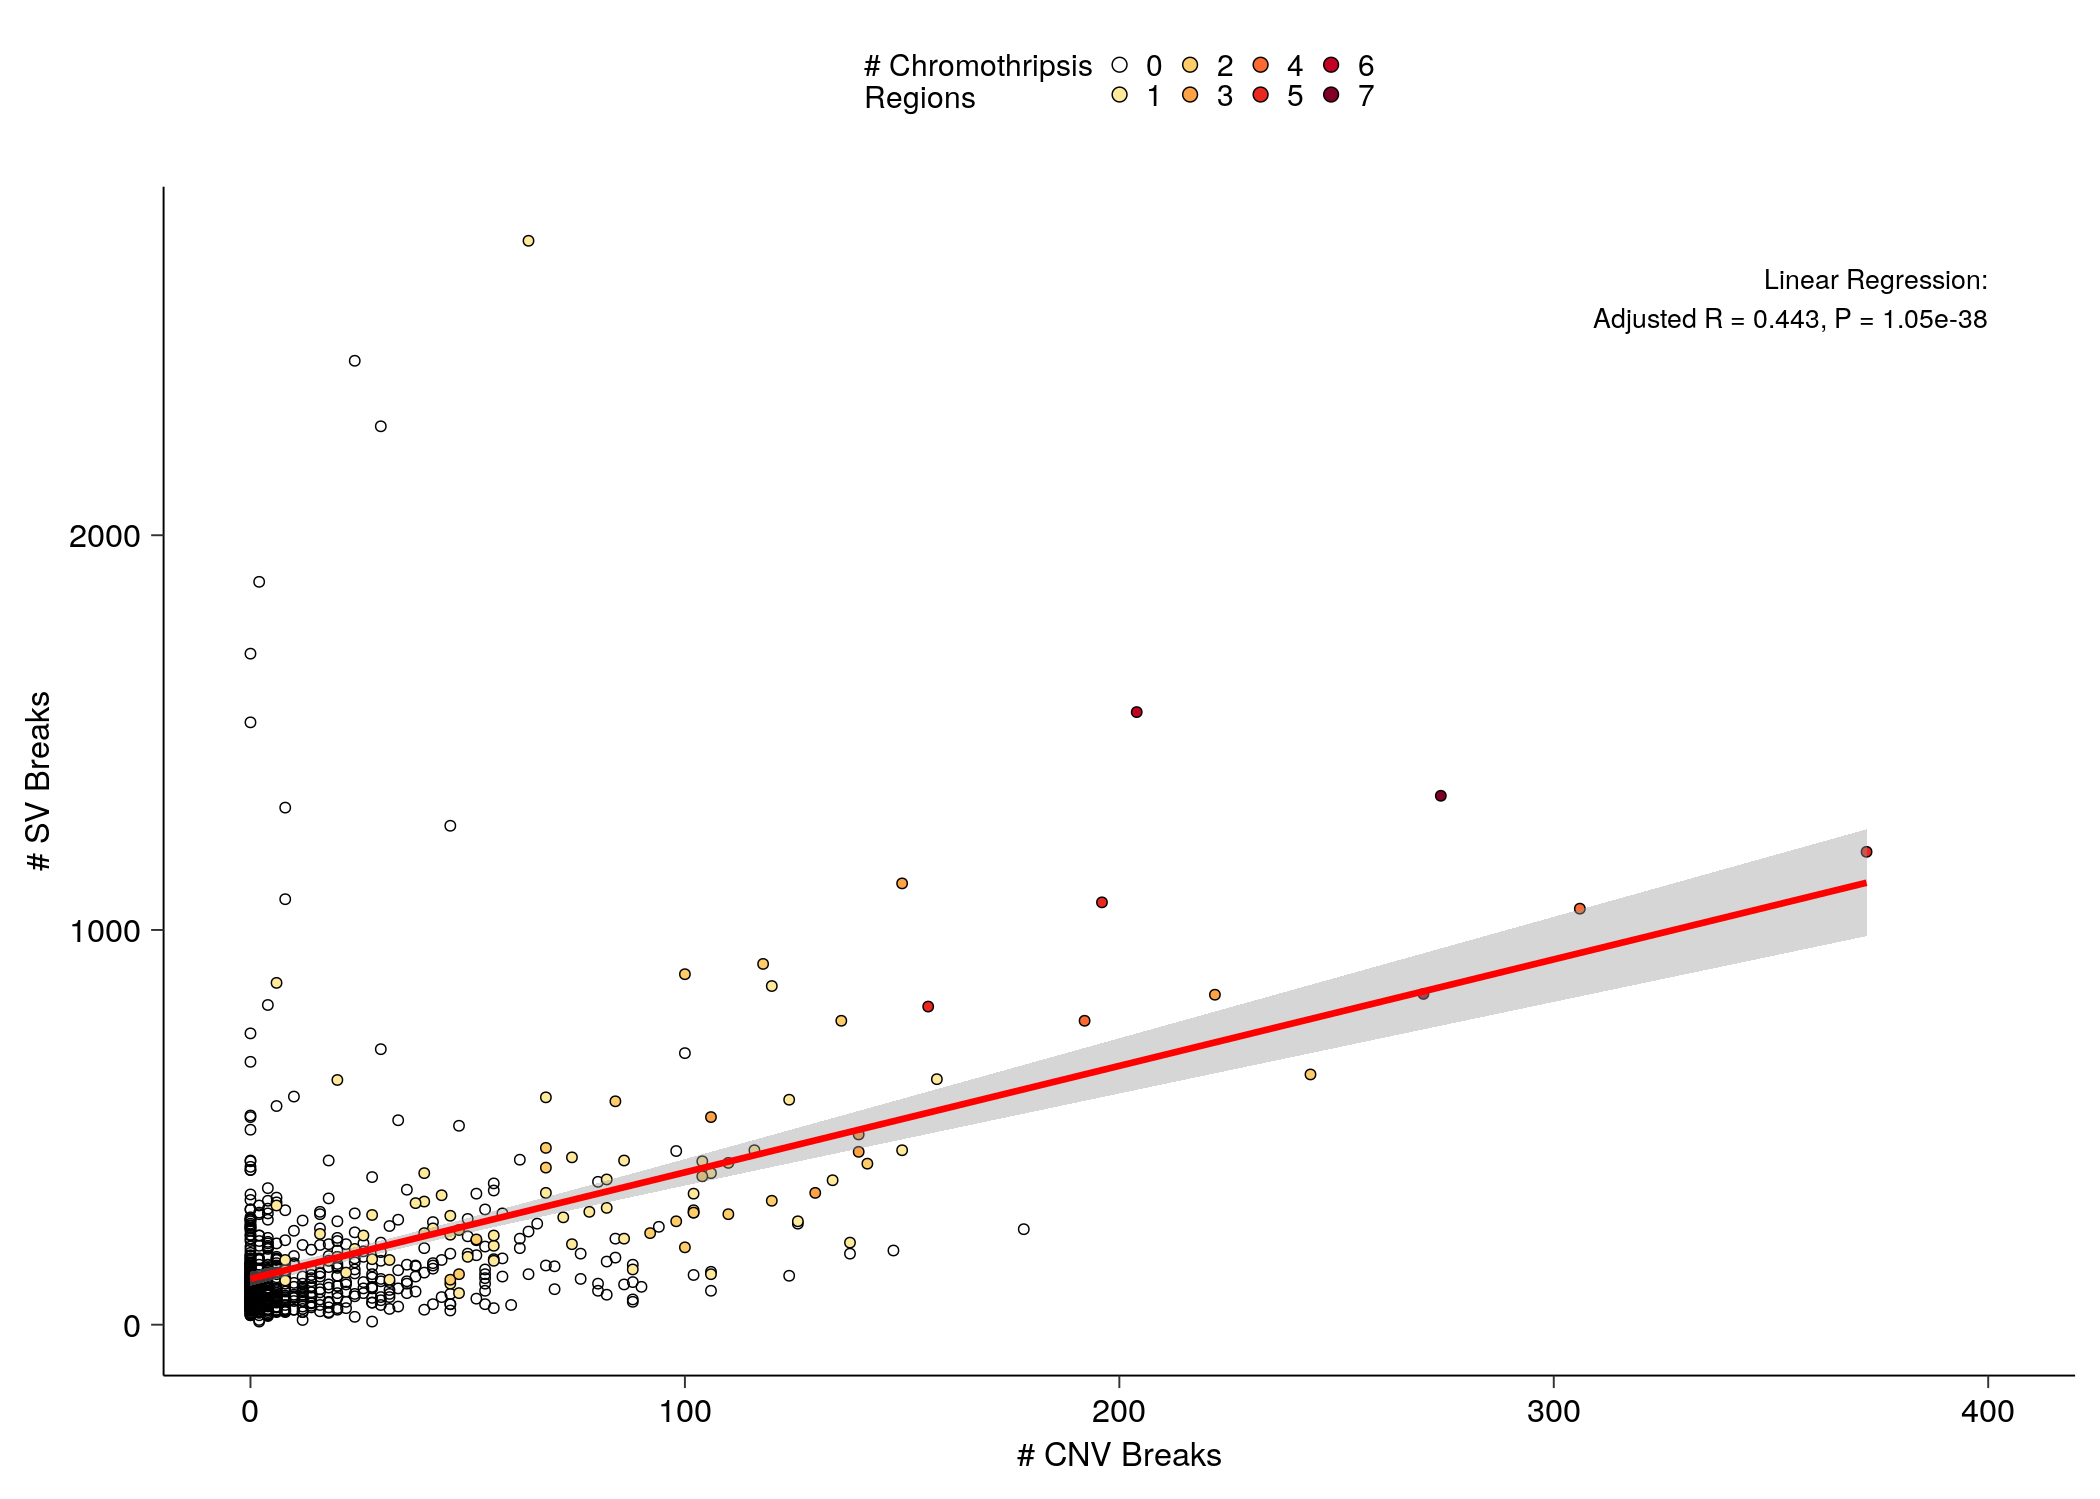 # Chromothripsis
Regions
0 2 4 6
1 3 5 7
Linear Regression:
Adjusted R = 0.443, P = 1.05e-38
# SV Breaks
2000
1000
0
0 100 200 300 400
# CNV Breaks